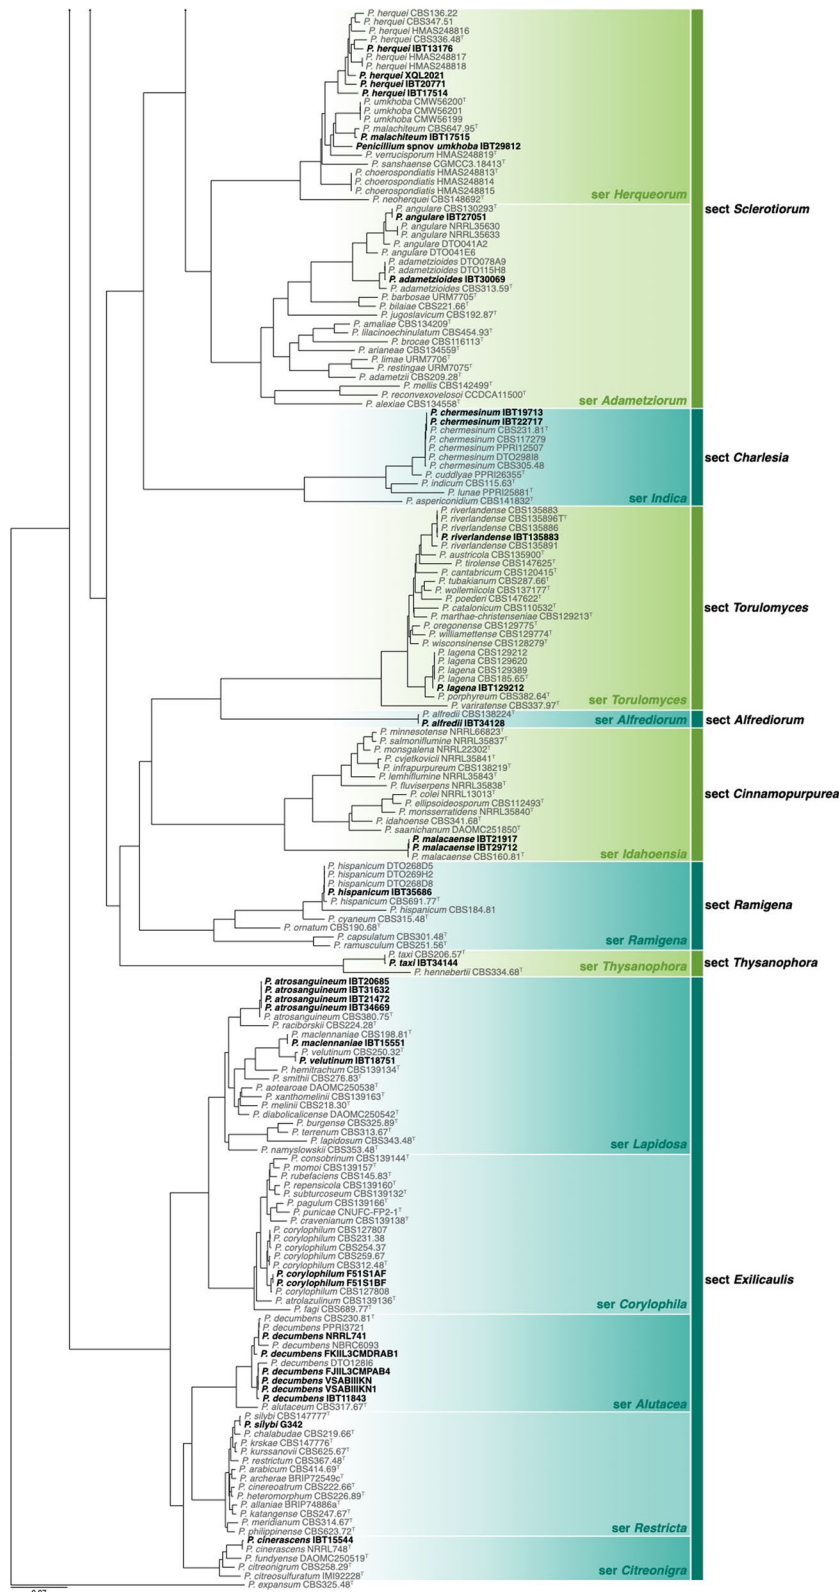 P. herquei CBS136.22
P. herquei CBS347.51
P. herquei HMAS248816
P. herquei CBS336.48ᵀ
P. herquei IBT13176
P. herquei HMAS248817
P. herquei HMAS248818
P. herquei XQL2021
P. herquei IBT20771
P. herquei IBT17514
P. umkhoba CMW56200ᵀ
P. umkhoba CMW56201
P. umkhoba CMW56199
P. malachiteum CBS647.95ᵀ
P. malachiteum IBT17515
Penicillium spnov umkhoba IBT29812
P. verrucisporum HMAS248819ᵀ
P. sanshaense CGMCC3.18413ᵀ
P. choerospondiatis HMAS248813ᵀ
P. choerospondiatis HMAS248814
P. choerospondiatis HMAS248815
P. neoherquei CBS148692ᵀ
ser Herqueorum
sect Sclerotiorum
P. angulare CBS130293ᵀ
P. angulare IBT27051
P. angulare NRRL35630
P. angulare NRRL35633
P. angulare DTO041A2
P. angulare DTO041E6
P. adametzioides DTO078A9
P. adametzioides DTO115H8
P. adametzioides IBT30069
P. adametzioides CBS313.59ᵀ
P. barbosae URM7705ᵀ
P. bilaiae CBS221.66ᵀ
P. jugoslavicum CBS192.87ᵀ
P. amaliae CBS134209ᵀ
P. lilacinoechinulatum CBS454.93ᵀ
P. brocae CBS116113ᵀ
P. arianeae CBS134559ᵀ
P. limae URM7706ᵀ
P. restingae URM7075ᵀ
P. adametzii CBS209.28ᵀ
P. mellis CBS142499ᵀ
P. reconvexovelosoi CCDCA11500ᵀ
P. alexiae CBS134558ᵀ
ser Adametziorum
P. chermesinum IBT19713
P. chermesinum IBT22717
P. chermesinum CBS231.81ᵀ
P. chermesinum CBS117279
P. chermesinum PPRI12507
P. chermesinum DTO298I8
P. chermesinum CBS305.48
P. cuddlyae PPRI26355ᵀ
P. indicum CBS115.63ᵀ
P. lunae PPRI25881ᵀ
P. aspericonidium CBS141832ᵀ
ser Indica
sect Charlesia
P. riverlandense CBS135883
P. riverlandense CBS135896Tᵀ
P. riverlandense CBS135886
P. riverlandense IBT135883
P. riverlandense CBS135891
P. austricola CBS135900ᵀ
P. tirolense CBS147625ᵀ
P. cantabricum CBS120415ᵀ
P. tubakianum CBS287.66ᵀ
P. wollemiicola CBS137177ᵀ
P. poederi CBS147622ᵀ
P. catalonicum CBS110532ᵀ
P. marthae-christenseniae CBS129213ᵀ
P. oregonense CBS129775ᵀ
P. williamettense CBS129774ᵀ
P. wisconsinense CBS128279ᵀ
P. lagena CBS129212
P. lagena CBS129620
P. lagena CBS129389
P. lagena CBS185.65ᵀ
P. lagena IBT129212
P. porphyreum CBS382.64ᵀ
P. variratense CBS337.97ᵀ
ser Torulomyces
sect Torulomyces
P. alfredii CBS138224ᵀ
P. alfredii IBT34128
ser Alfrediorum
sect Alfrediorum
P. minnesotense NRRL66823ᵀ
P. salmoniflumine NRRL35837ᵀ
P. monsgalena NRRL22302ᵀ
P. cvjetkovicii NRRL35841ᵀ
P. infrapurpureum CBS138219ᵀ
P. lemhiflumine NRRL35843ᵀ
P. fluviserpens NRRL35838ᵀ
P. colei NRRL13013ᵀ
P. ellipsoideosporum CBS112493ᵀ
P. monsserratidens NRRL35840ᵀ
P. idahoense CBS341.68ᵀ
P. saanichanum DAOMC251850ᵀ
P. malacaense IBT21917
P. malacaense IBT29712
P. malacaense CBS160.81ᵀ
ser Idahoensia
sect Cinnamopurpurea
P. hispanicum DTO268D5
P. hispanicum DTO269H2
P. hispanicum DTO268D8
P. hispanicum IBT35686
P. hispanicum CBS691.77ᵀ
P. hispanicum CBS184.81
P. cyaneum CBS315.48ᵀ
P. ornatum CBS190.68ᵀ
P. capsulatum CBS301.48ᵀ
P. ramusculum CBS251.56ᵀ
ser Ramigena
sect Ramigena
P. taxi CBS206.57ᵀ
P. taxi IBT34144
P. hennebertii CBS334.68ᵀ
ser Thysanophora
sect Thysanophora
P. atrosanguineum IBT20685
P. atrosanguineum IBT31632
P. atrosanguineum IBT21472
P. atrosanguineum IBT34669
P. atrosanguineum CBS380.75ᵀ
P. raciborskii CBS224.28ᵀ
P. maclennaniae CBS198.81ᵀ
P. maclennaniae IBT15551
P. velutinum CBS250.32ᵀ
P. velutinum IBT18751
P. hemitrachum CBS139134ᵀ
P. smithii CBS276.83ᵀ
P. aotearoae DAOMC250538ᵀ
P. xanthomelinii CBS139163ᵀ
P. melinii CBS218.30ᵀ
P. diabolicalicense DAOMC250542ᵀ
P. burgense CBS325.89ᵀ
P. terrenum CBS313.67ᵀ
P. lapidosum CBS343.48ᵀ
P. namyslowskii CBS353.48ᵀ
ser Lapidosa
P. consobrinum CBS139144ᵀ
P. momoi CBS139157ᵀ
P. rubefaciens CBS145.83ᵀ
P. repensicola CBS139160ᵀ
P. subturcoseum CBS139132ᵀ
P. pagulum CBS139166ᵀ
P. punicae CNUFC-FP2-1ᵀ
P. cravenianum CBS139138ᵀ
P. corylophilum CBS127807
P. corylophilum CBS231.38
P. corylophilum CBS254.37
P. corylophilum CBS259.67
P. corylophilum CBS312.48ᵀ
P. corylophilum F51S1AF
P. corylophilum F51S1BF
P. corylophilum CBS127808
P. atrolazulinum CBS139136ᵀ
P. fagi CBS689.77ᵀ
ser Corylophila
sect Exilicaulis
P. decumbens CBS230.81ᵀ
P. decumbens PPRI3721
P. decumbens NRRL741
P. decumbens NBRC6093
P. decumbens FKIIL3CMDRAB1
P. decumbens DTO128I6
P. decumbens FJIIL3CMPAB4
P. decumbens VSABIIIKN
P. decumbens VSABIIIKN1
P. decumbens IBT11843
P. alutaceum CBS317.67ᵀ
ser Alutacea
P. silybi CBS147777ᵀ
P. silybi G342
P. chalabudae CBS219.66ᵀ
P. krskae CBS147776ᵀ
P. kurssanovii CBS625.67ᵀ
P. restrictum CBS367.48ᵀ
P. arabicum CBS414.69ᵀ
P. archerae BRIP72549cᵀ
P. cinereoatrum CBS222.66ᵀ
P. heteromorphum CBS226.89ᵀ
P. allaniae BRIP74886aᵀ
P. katangense CBS247.67ᵀ
P. meridianum CBS314.67ᵀ
P. philippinense CBS623.72ᵀ
ser Restricta
P. cinerascens IBT15544
P. cinerascens NRRL748ᵀ
P. fundyense DAOMC250519ᵀ
P. citreonigrum CBS258.29ᵀ
P. citreosulfuratum IMI92228ᵀ
ser Citreonigra
P. expansum CBS325.48ᵀ